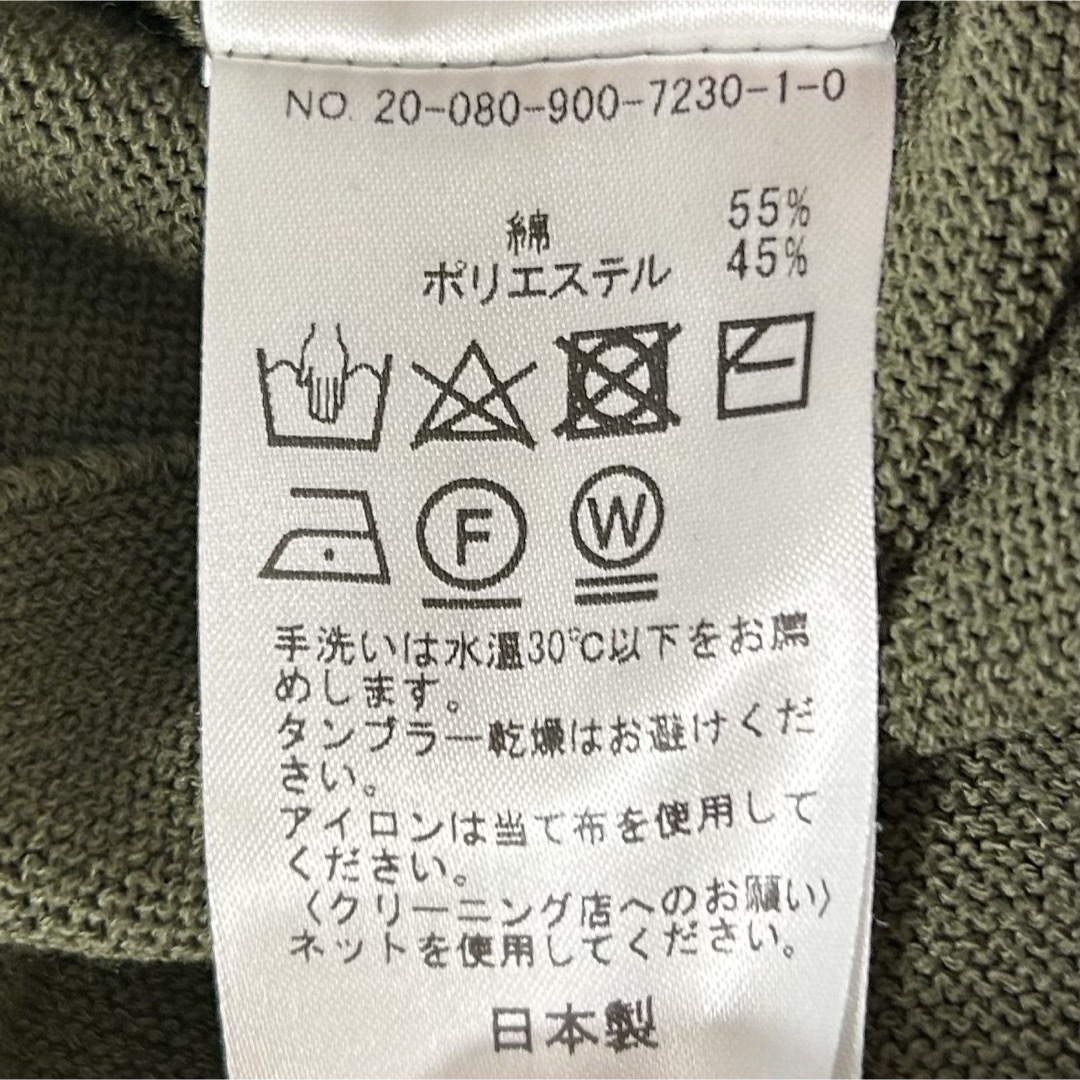 NO. 20-080-900-7230-1-0
綿 55%
ポリエステル 45%
F W
手洗いは水温30℃以下をお薦
めします。
タンブラー乾燥はお避けくだ
さい。
アイロンは当て布を使用して
ください。
〈クリーニング店へのお願い〉
ネットを使用してください。
日本製